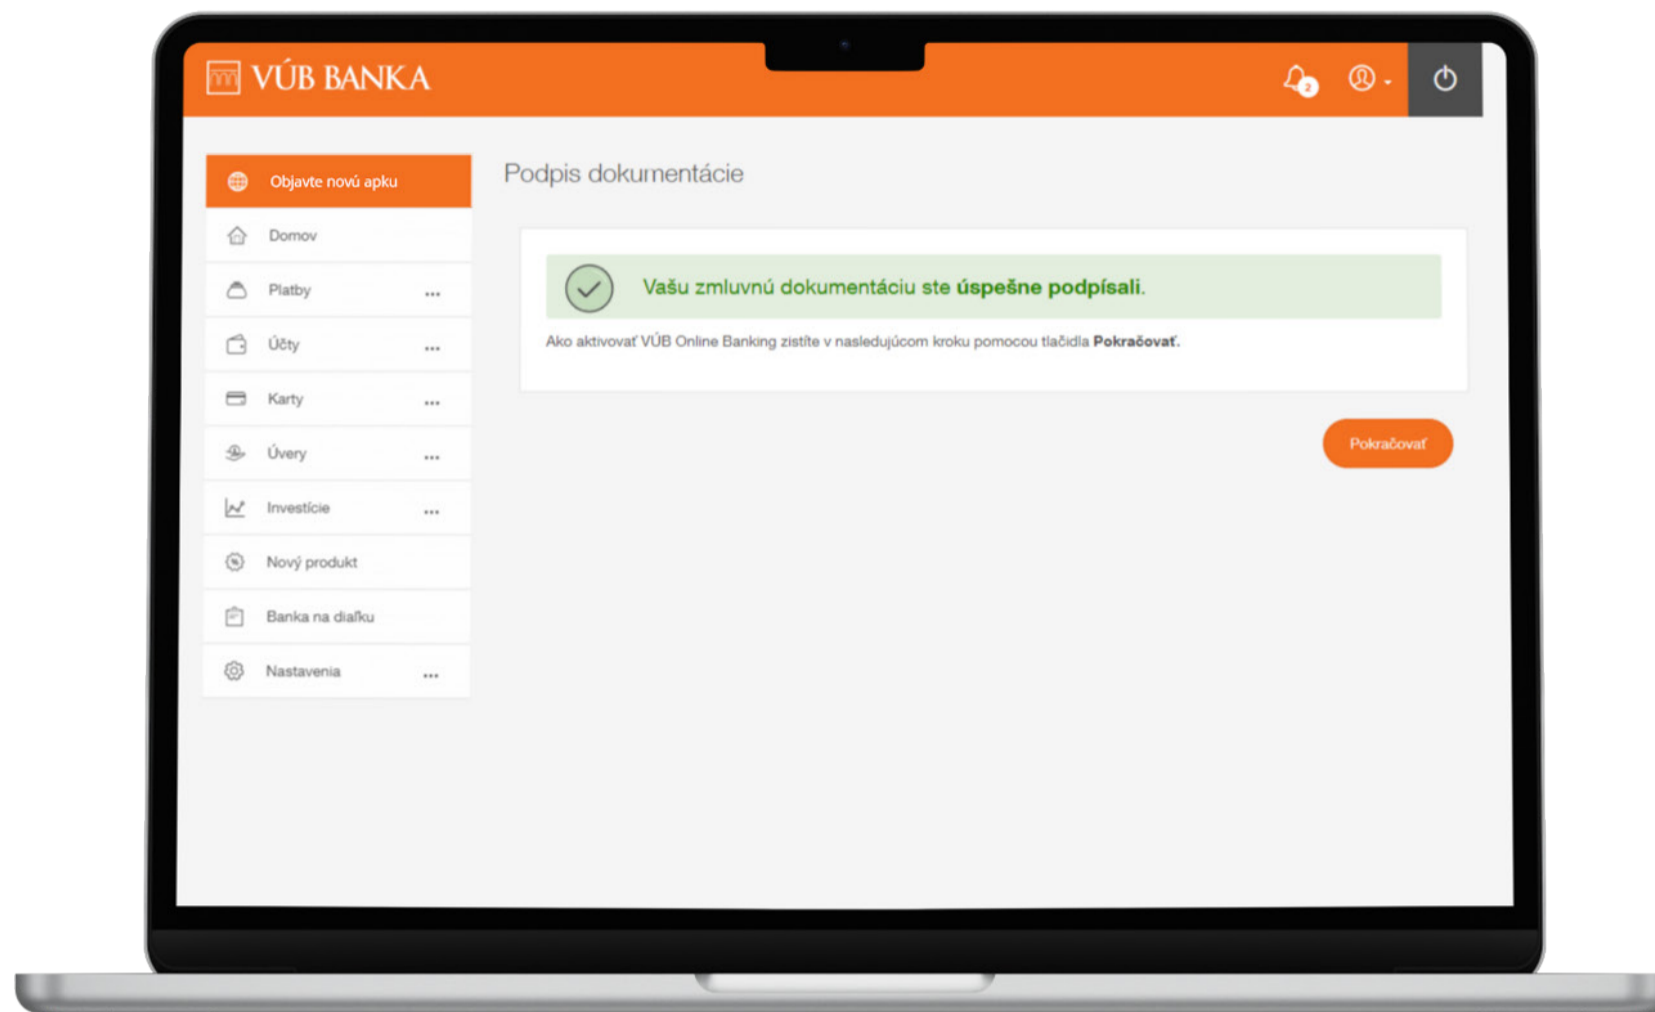 VÚB BANKA
2
Objavte novú apku
Domov
Platby
Účty
Karty
Úvery
Investície
Nový produkt
Banka na diaľku
Nastavenia
Podpis dokumentácie
Vašu zmluvnú dokumentáciu ste úspešne podpísali.
Ako aktivovať VÚB Online Banking zistíte v nasledujúcom kroku pomocou tlačidla Pokračovať.
Pokračovať